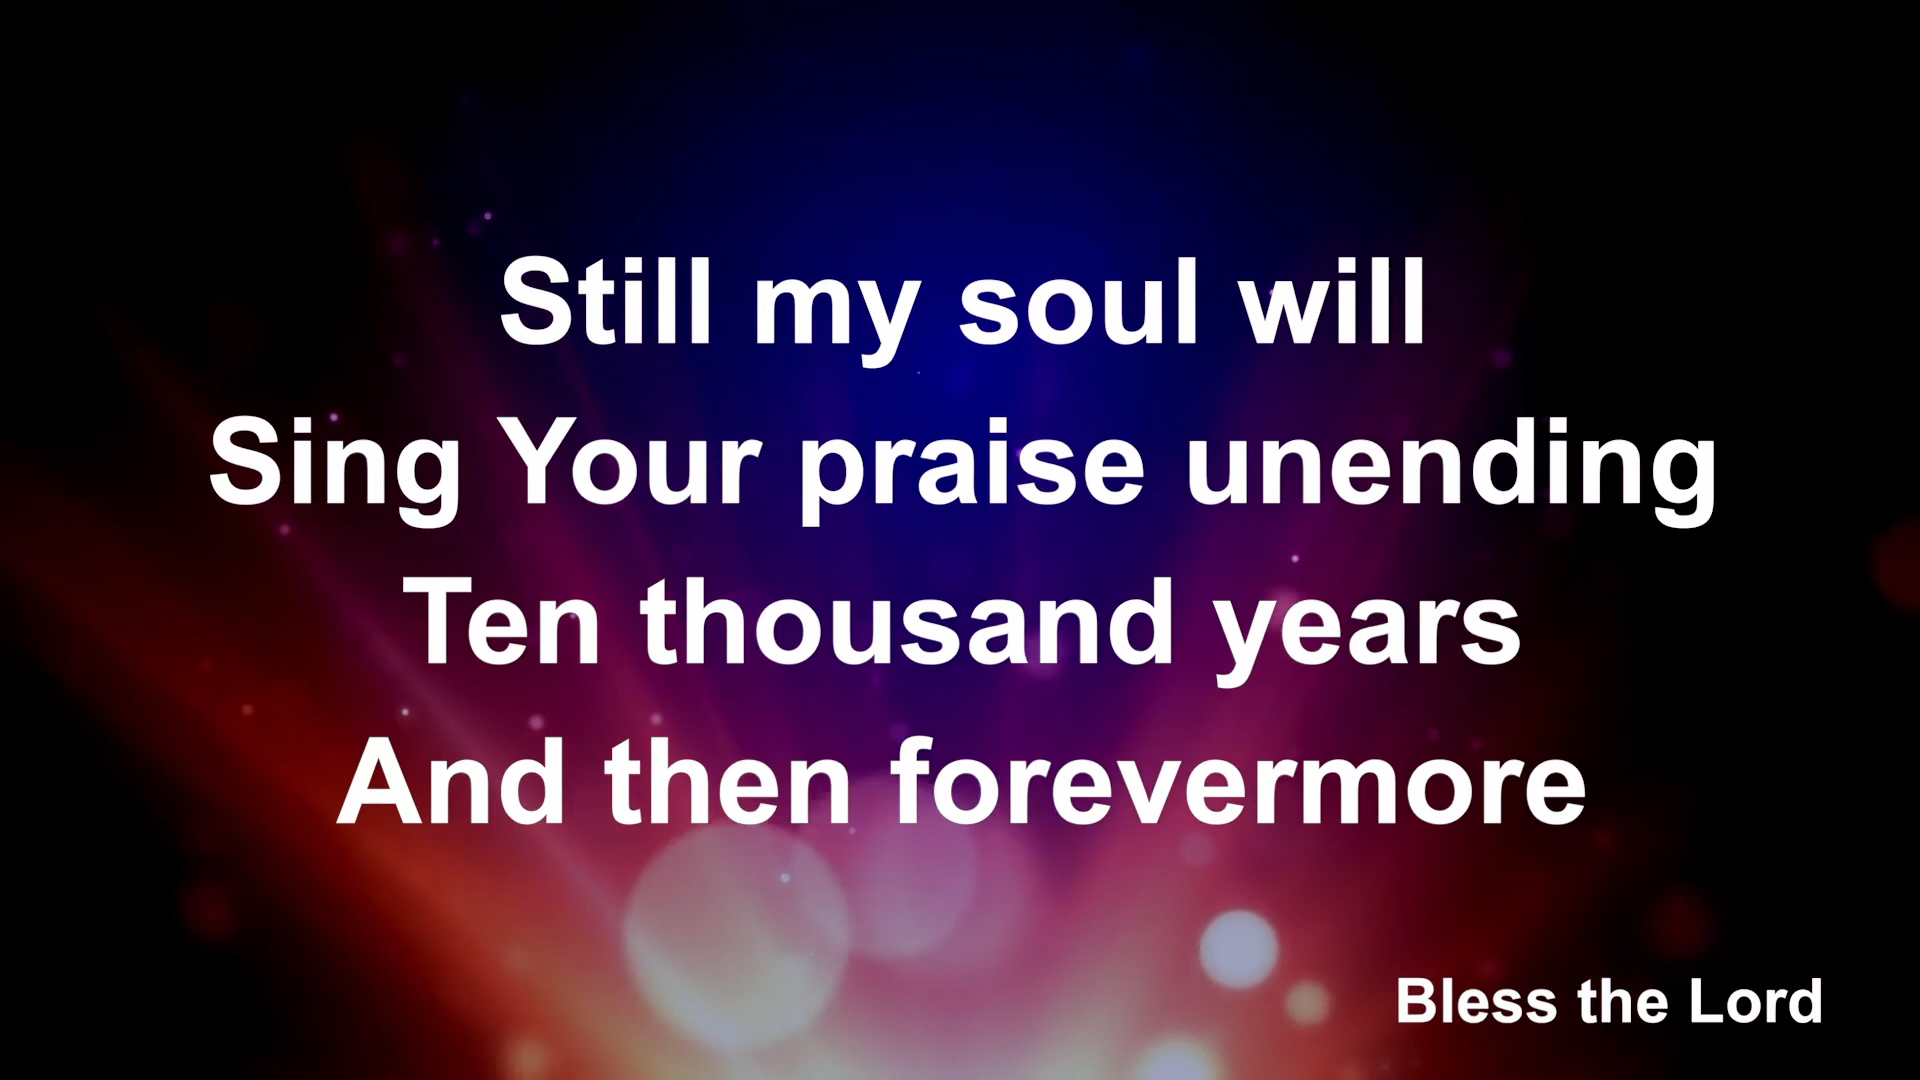 Still my soul will
Sing Your praise unending
Ten thousand years
And then forevermore
Bless the Lord